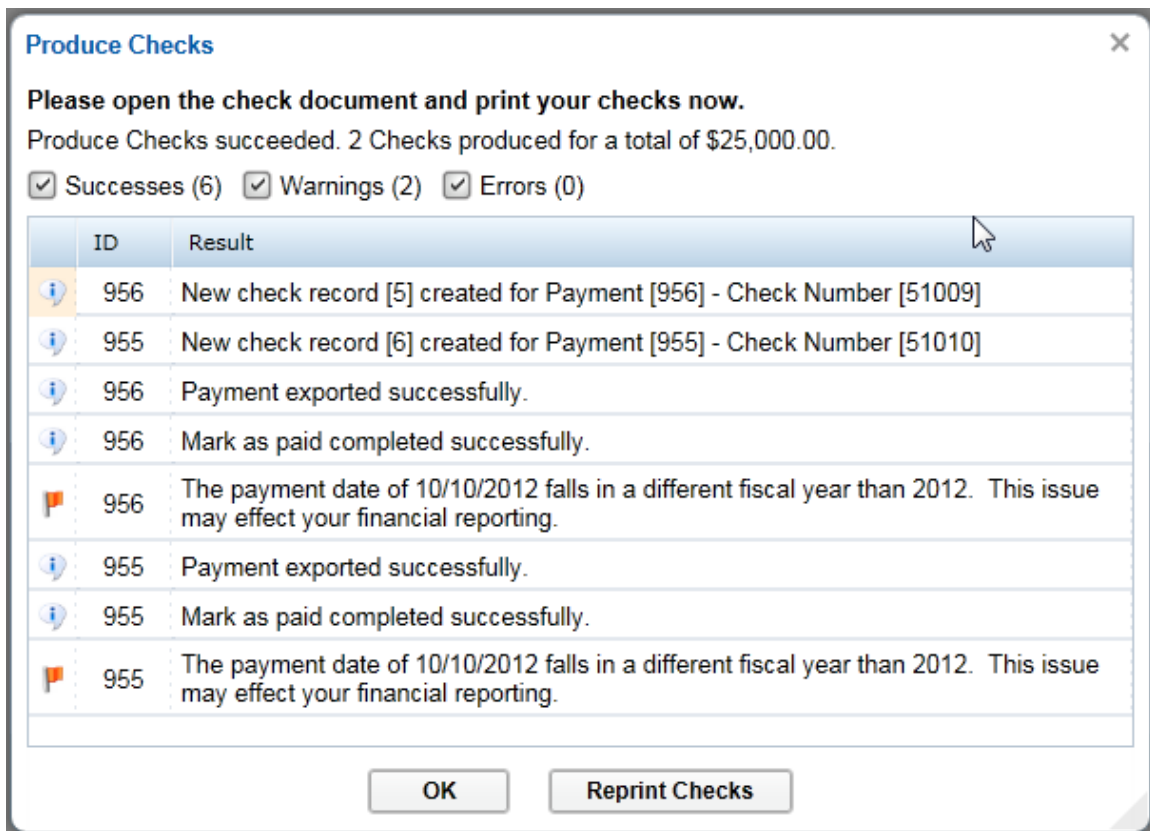 Produce Checks
Please open the check document and print your checks now.
Produce Checks succeeded. 2 Checks produced for a total of $25,000.00.
Successes (6) Warnings (2) Errors (0)
ID Result
956 New check record [5] created for Payment [956] - Check Number [51009]
955 New check record [6] created for Payment [955] - Check Number [51010]
956 Payment exported successfully.
956 Mark as paid completed successfully.
956 The payment date of 10/10/2012 falls in a different fiscal year than 2012. This issue
may effect your financial reporting.
955 Payment exported successfully.
955 Mark as paid completed successfully.
955 The payment date of 10/10/2012 falls in a different fiscal year than 2012. This issue
may effect your financial reporting.
OK Reprint Checks